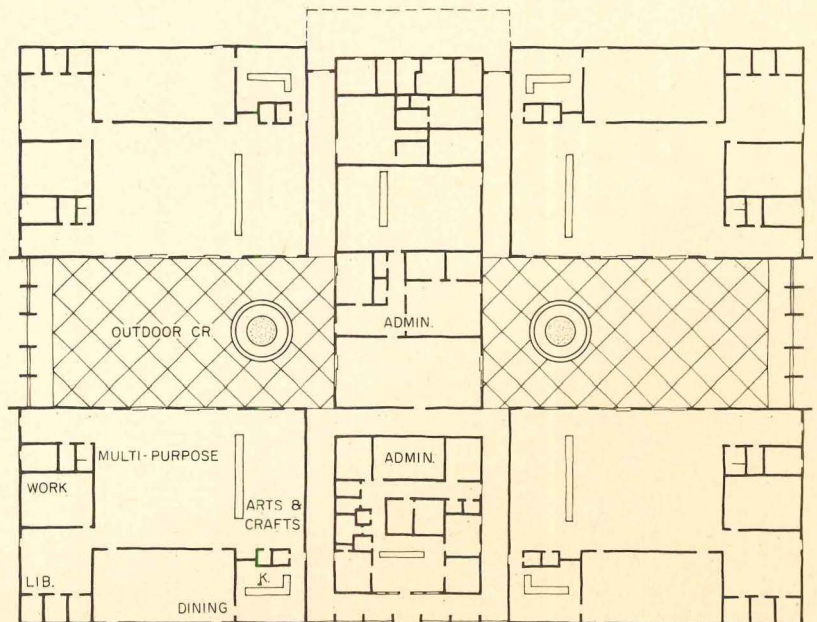 ADMIN.
OUTDOOR CR.
MULTI-PURPOSE
ADMIN.
WORK
ARTS &
CRAFTS
LIB.
K.
DINING